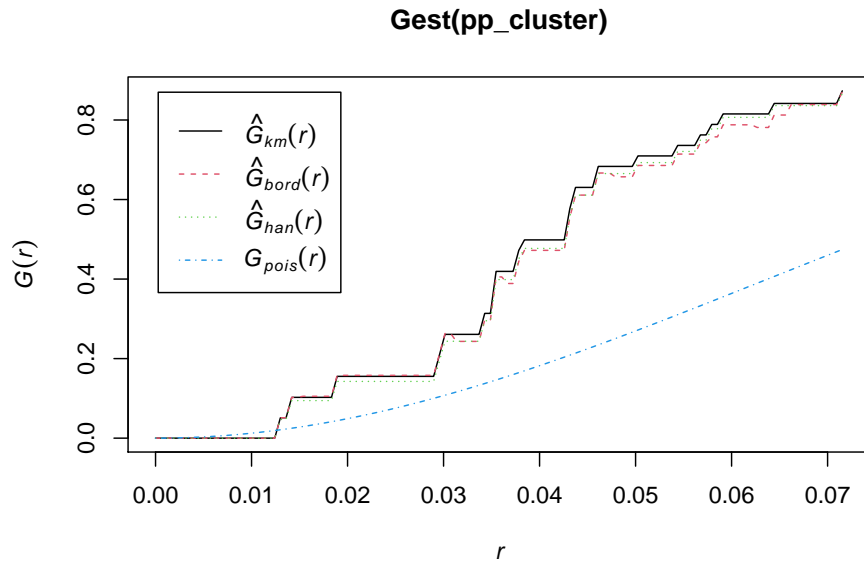 Gest(pp_cluster)
Ĝkm(r)
Ĝbord(r)
Ĝhan(r)
Gpois(r)
G(r)
0.8
0.6
0.4
0.2
0.0
0.00 0.01 0.02 0.03 0.04 0.05 0.06 0.07
r